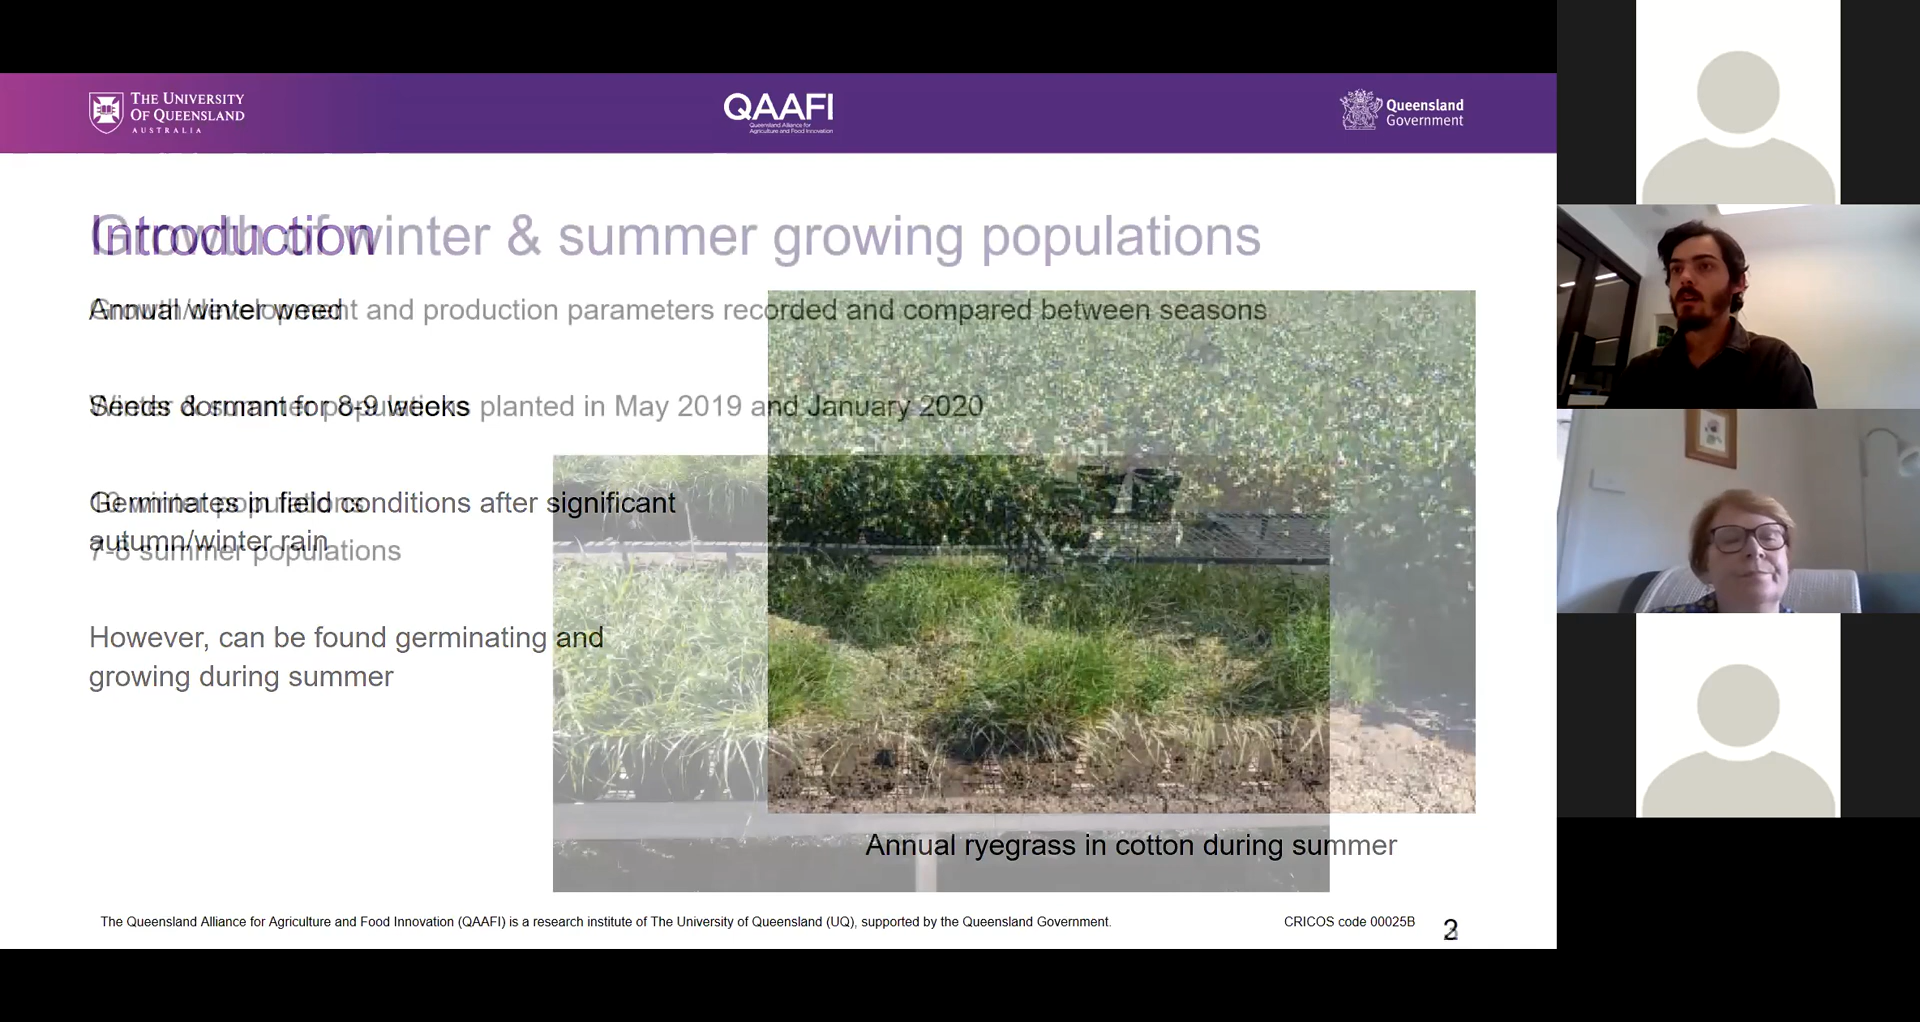 THE UNIVERSITY
OF QUEENSLAND
AUSTRALIA
QAAFI
Queensland Alliance for
Agriculture and Food Innovation
Queensland
Government
Introduction
Growth of winter & summer growing populations
Annual winter weed
Growth/development and production parameters recorded and compared between seasons
Seeds dormant for 8-9 weeks
Winter & summer populations planted in May 2019 and January 2020
Germinates in field conditions after significant
autumn/winter rain
winter populations
7-8 summer populations
However, can be found germinating and
growing during summer
Annual ryegrass in cotton during summer
The Queensland Alliance for Agriculture and Food Innovation (QAAFI) is a research institute of The University of Queensland (UQ), supported by the Queensland Government.
CRICOS code 00025B